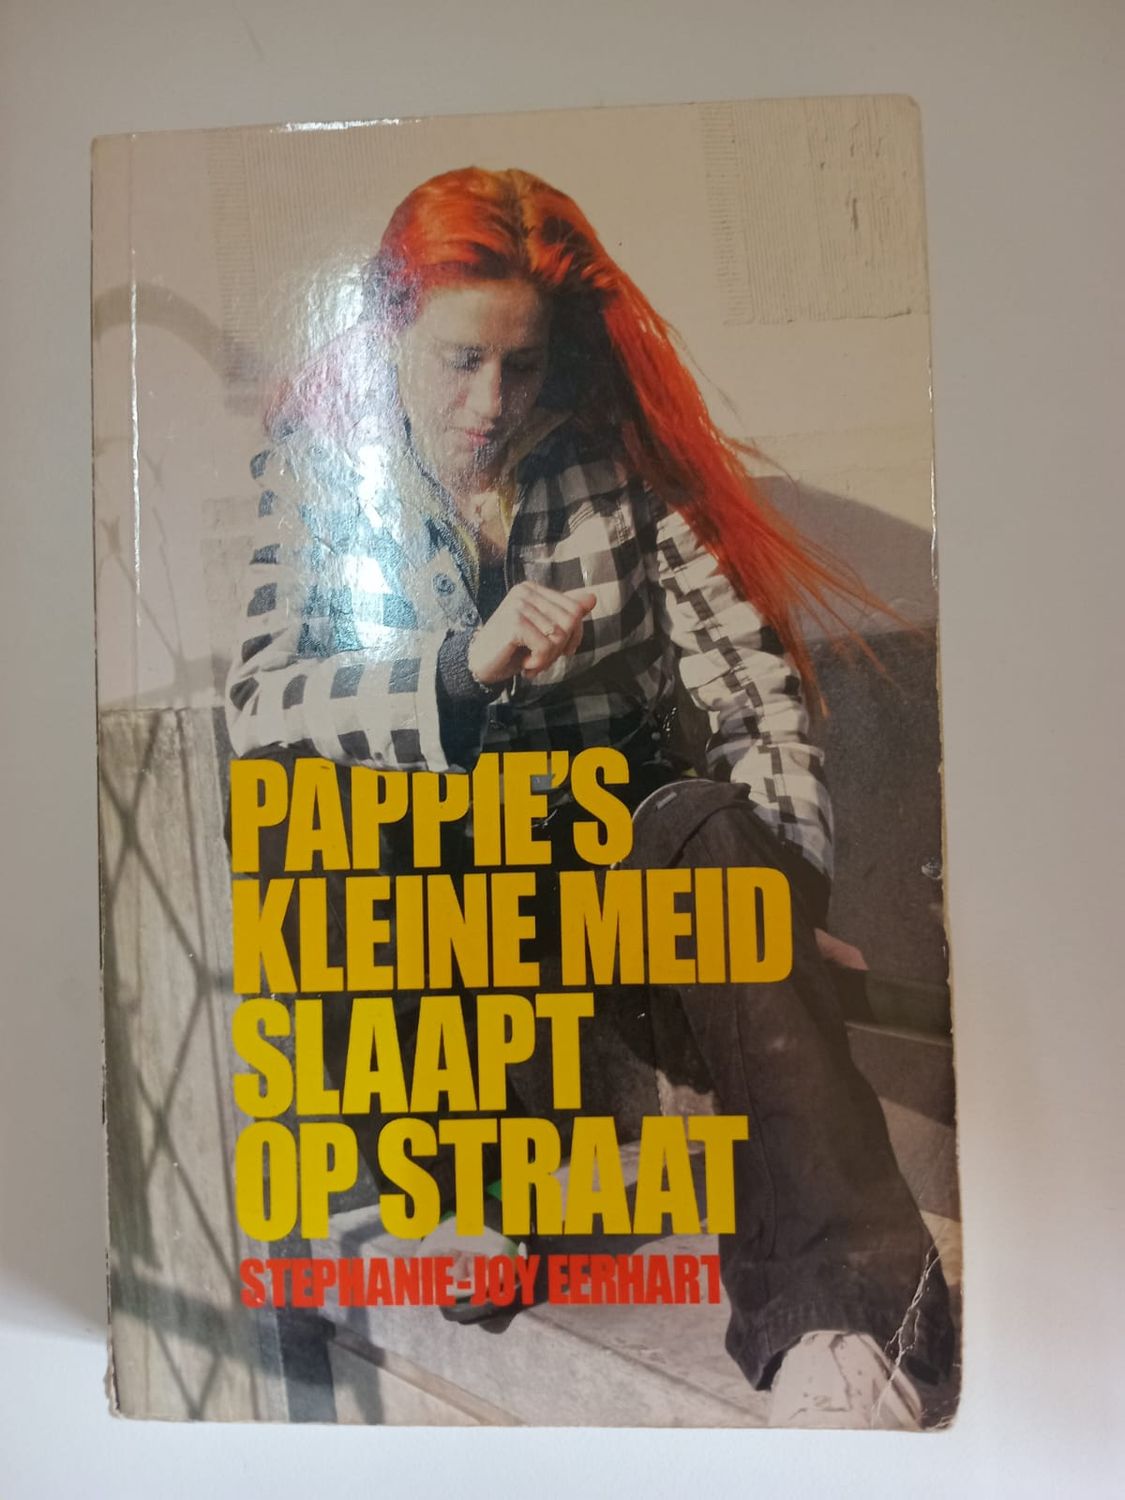 PAPPIE'S
KLEINE MEID
SLAAPT
OP STRAAT
STEPHANIE-JOY EERHART